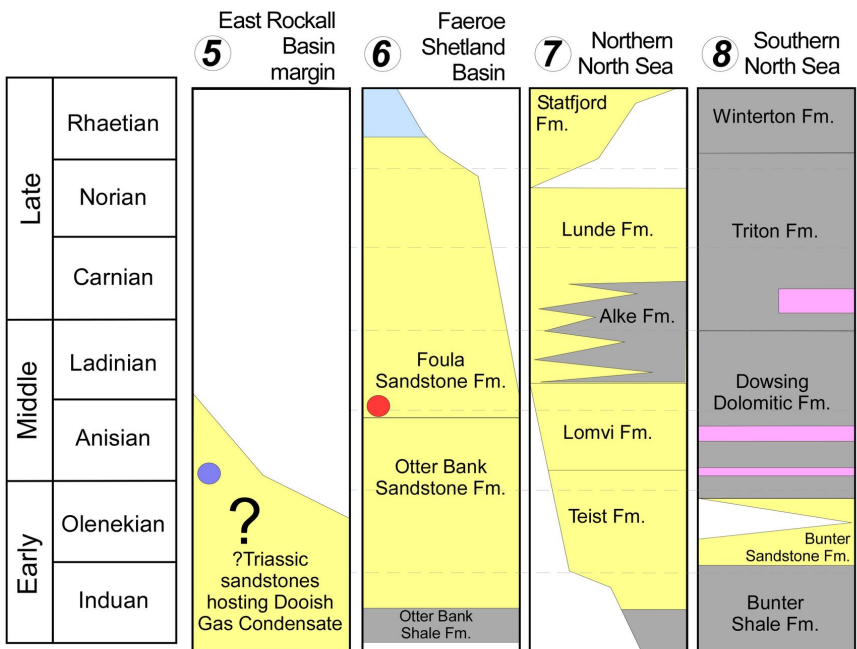 East Rockall
Basin
margin
5
Faeroe
Shetland
Basin
6
Northern
North Sea
7
Southern
North Sea
8
Late
Rhaetian
Norian
Carnian
Middle
Ladinian
Anisian
Early
Olenekian
Induan
?
?Triassic
sandstones
hosting Dooish
Gas Condensate
Foula
Sandstone Fm.
Otter Bank
Sandstone Fm.
Otter Bank
Shale Fm.
Statfjord
Fm.
Lunde Fm.
Alke Fm.
Lomvi Fm.
Teist Fm.
Winterton Fm.
Triton Fm.
Dowsing
Dolomitic Fm.
Bunter
Sandstone Fm.
Bunter
Shale Fm.